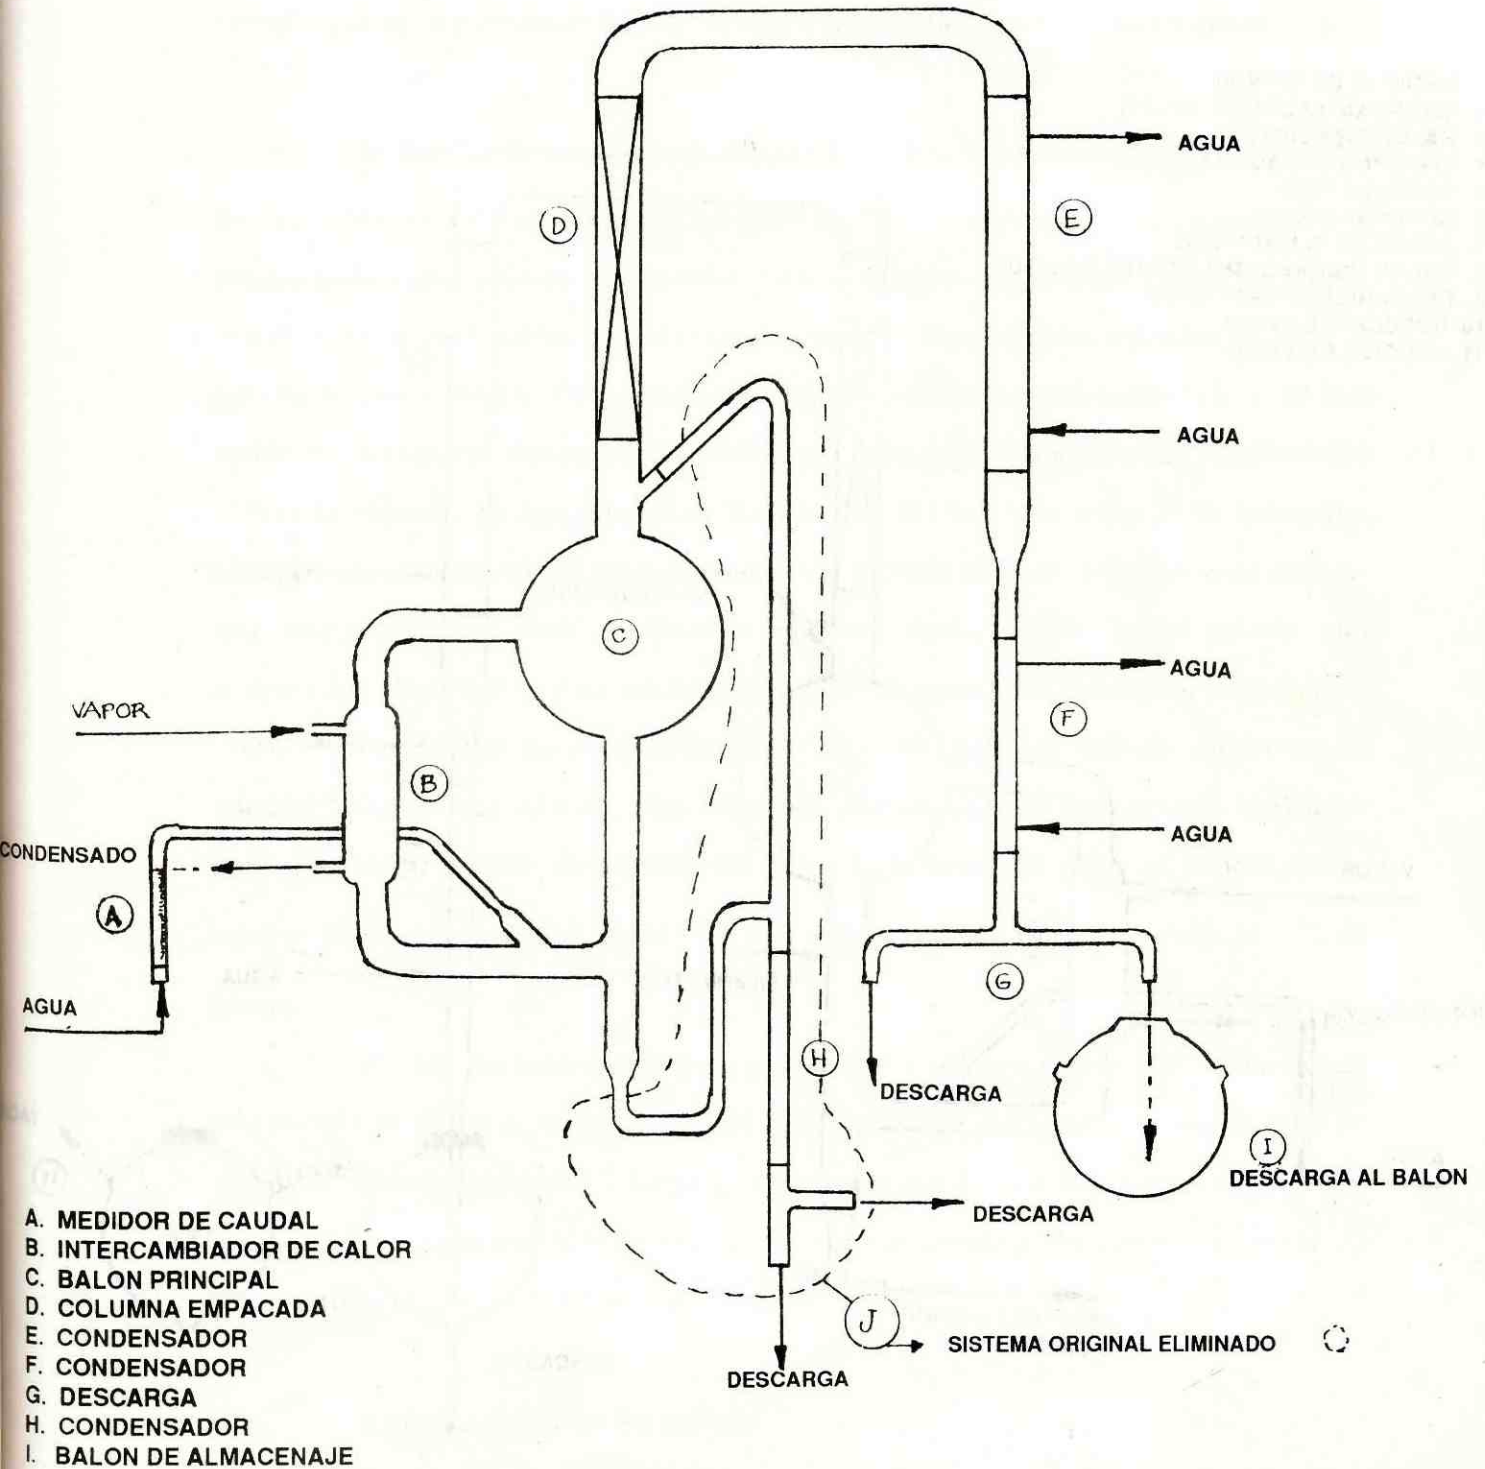 AGUA
D
E
AGUA
C
AGUA
VAPOR
F
B
AGUA
CONDENSADO
A
G
AGUA
H
DESCARGA
I
DESCARGA AL BALON
DESCARGA
A. MEDIDOR DE CAUDAL
B. INTERCAMBIADOR DE CALOR
C. BALON PRINCIPAL
D. COLUMNA EMPACADA
E. CONDENSADOR
F. CONDENSADOR
G. DESCARGA
H. CONDENSADOR
I. BALON DE ALMACENAJE
J
SISTEMA ORIGINAL ELIMINADO
DESCARGA